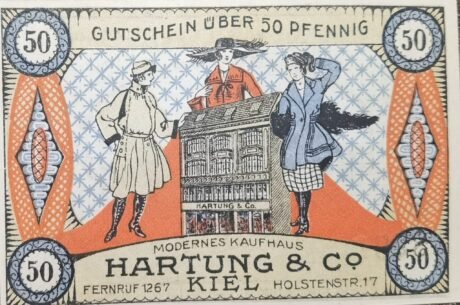 50
GUTSCHEIN ÜBER 50 PFENNIG
50
HARTUNG & Co.
MODERNES KAUFHAUS
HARTUNG & Co
50
FERNRUF 1267 KIEL HOLSTENSTR. 17
50